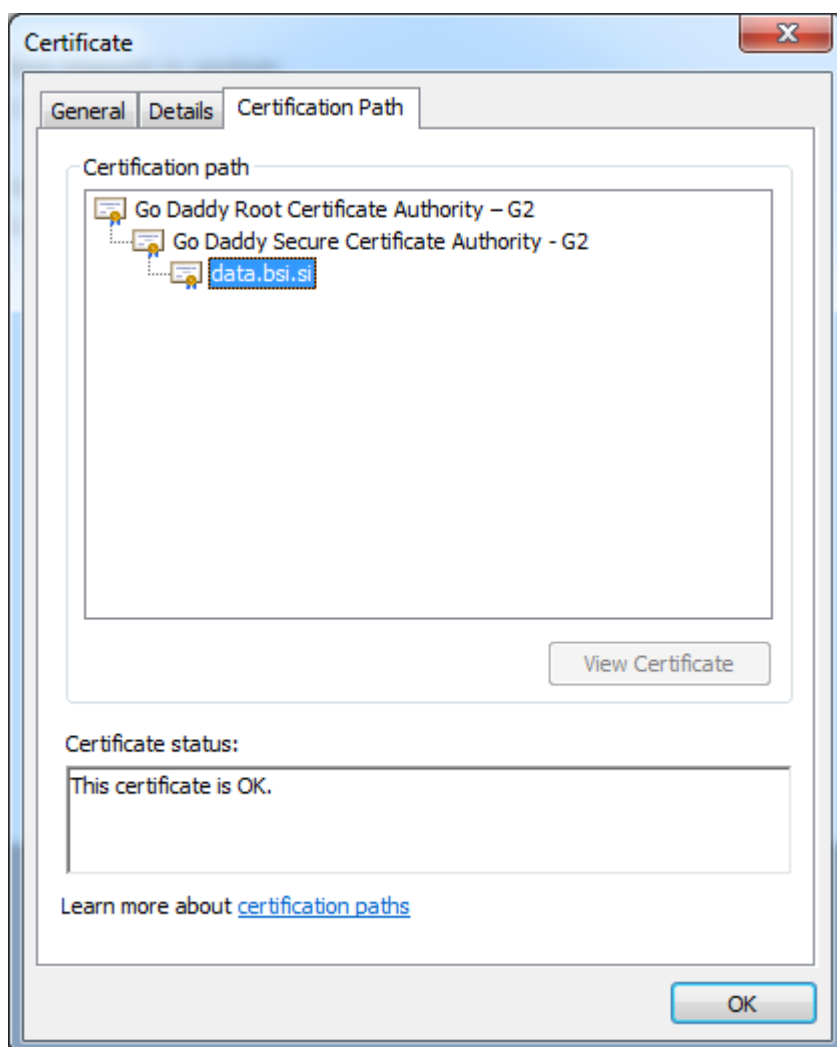 Certificate
General Details Certification Path
Certification path
Go Daddy Root Certificate Authority – G2
Go Daddy Secure Certificate Authority - G2
data.bsi.si
View Certificate
Certificate status:
This certificate is OK.
Learn more about certification paths
OK